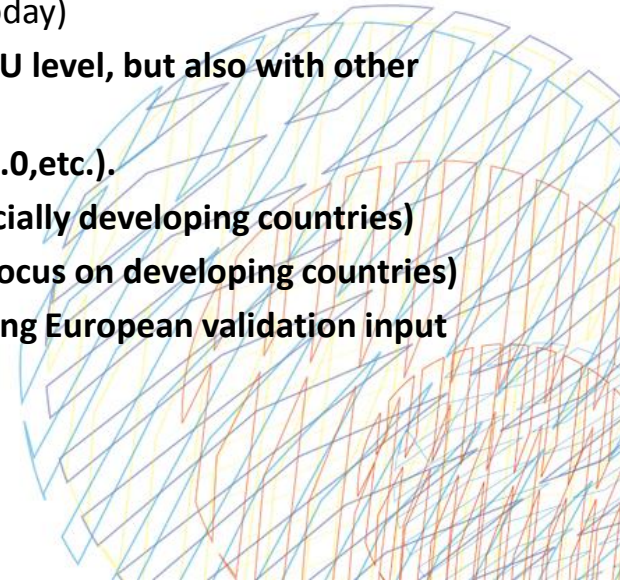 oday)
U level, but also with other
.0,etc.).
cially developing countries)
ocus on developing countries)
ng European validation input